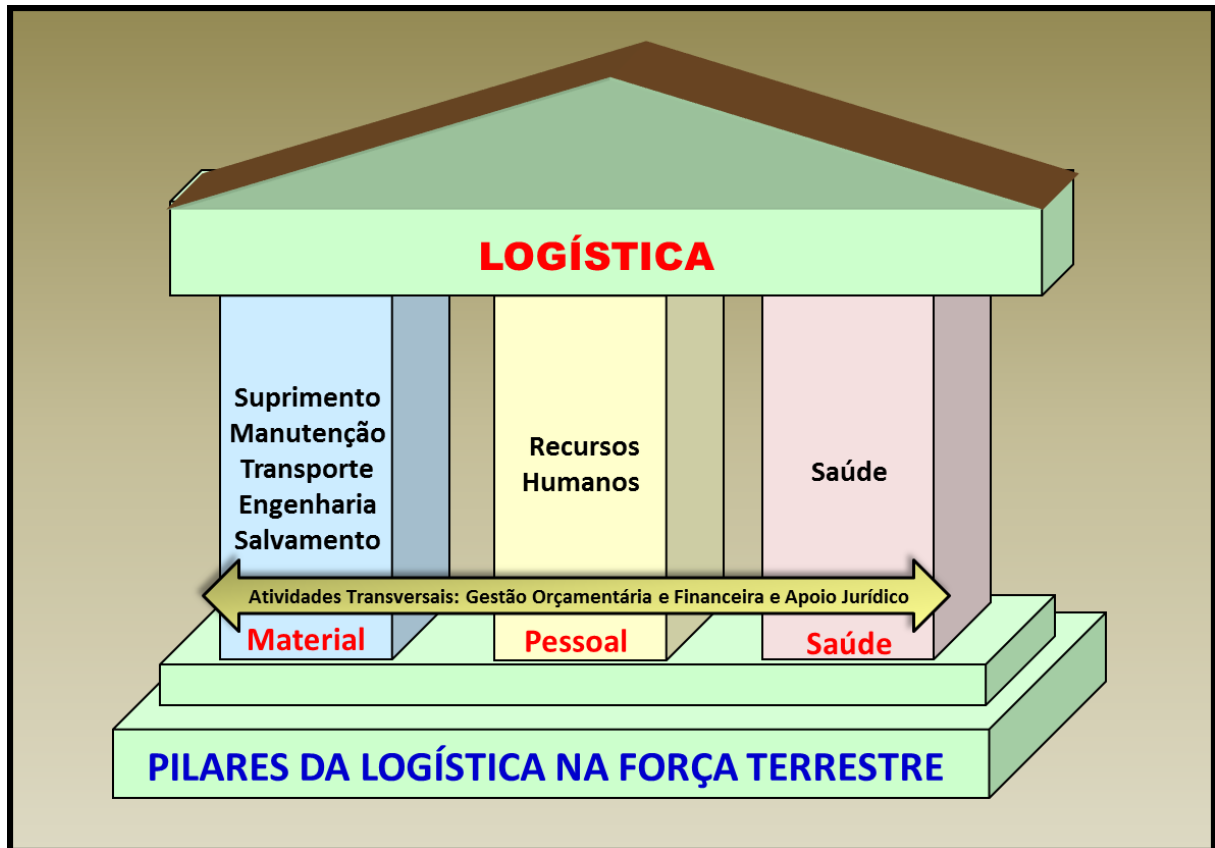 LOGÍSTICA
Suprimento
Manutenção
Transporte
Engenharia
Salvamento
Recursos
Humanos
Saúde
Atividades Transversais: Gestão Orçamentária e Financeira e Apoio Jurídico
Material
Pessoal
Saúde
PILARES DA LOGÍSTICA NA FORÇA TERRESTRE